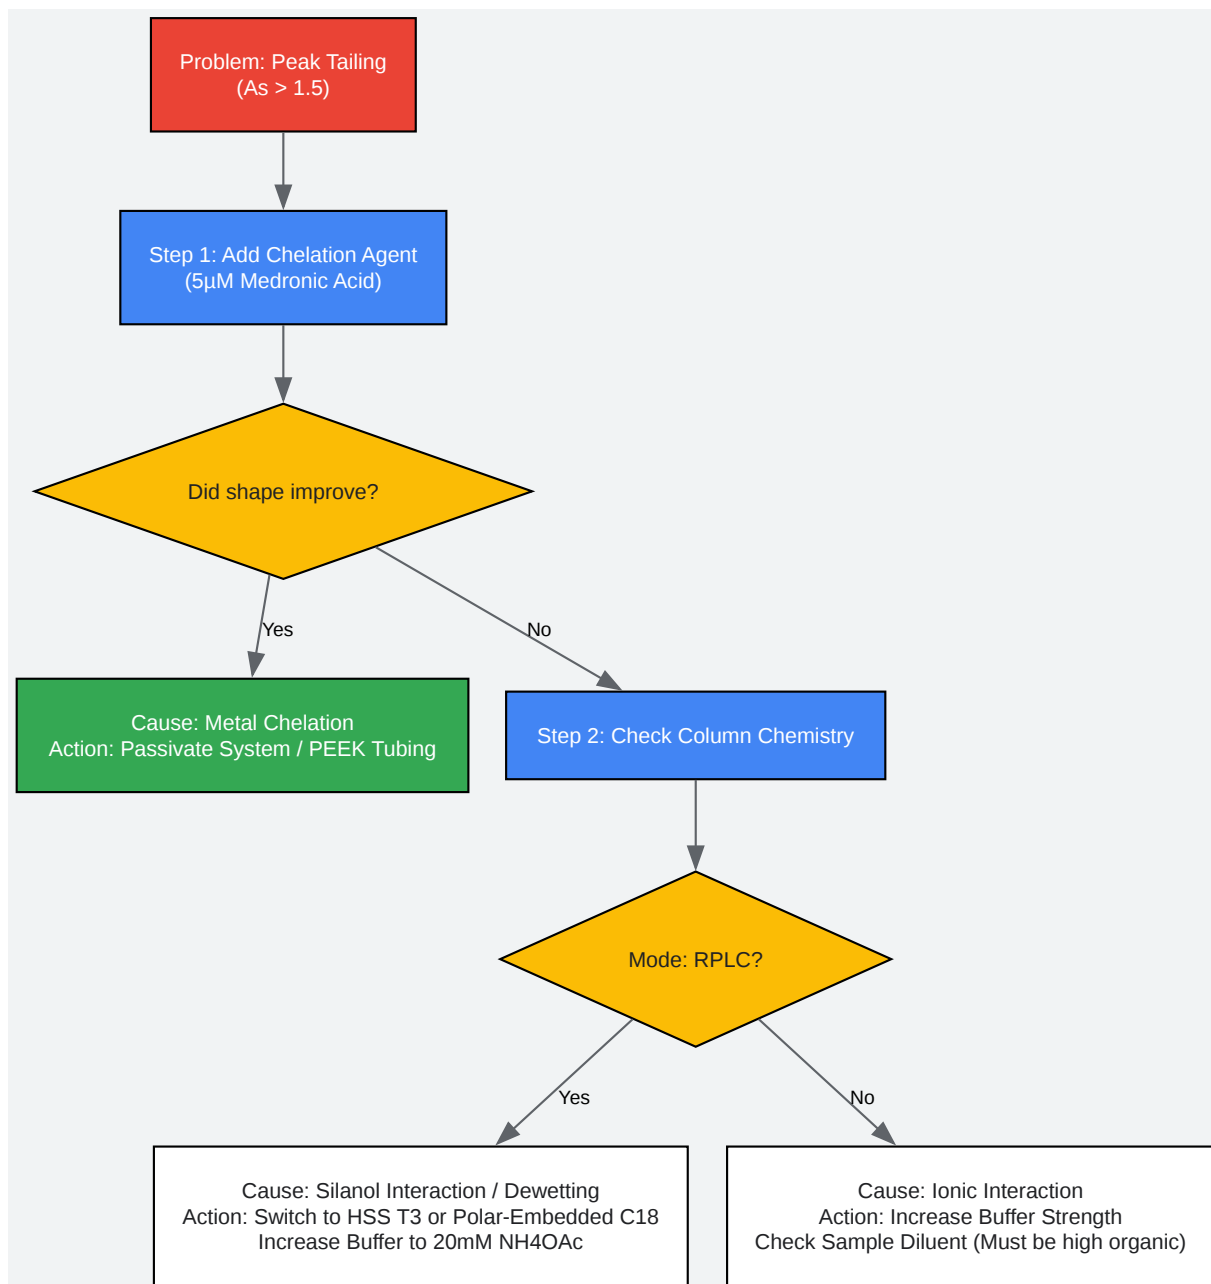 Problem: Peak Tailing
(As > 1.5)
Step 1: Add Chelation Agent
(5µM Medronic Acid)
Did shape improve?
Yes
No
Cause: Metal Chelation
Action: Passivate System / PEEK Tubing
Step 2: Check Column Chemistry
Mode: RPLC?
Yes
No
Cause: Silanol Interaction / Dewetting
Action: Switch to HSS T3 or Polar-Embedded C18
Increase Buffer to 20mM NH4OAc
Cause: Ionic Interaction
Action: Increase Buffer Strength
Check Sample Diluent (Must be high organic)